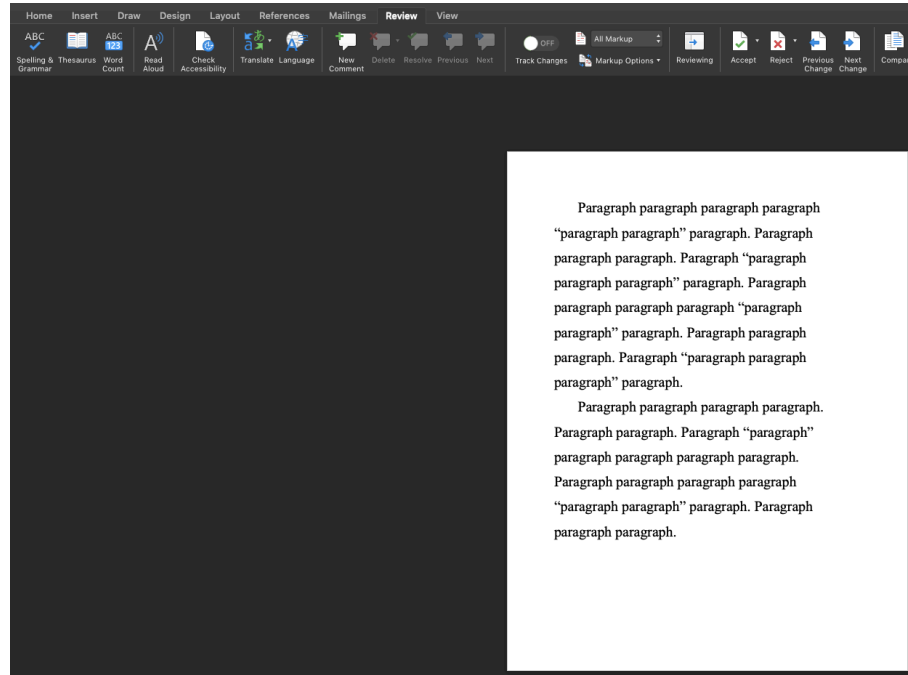 Home Insert Draw Design Layout References Mailings Review View
ABC
Spelling & Grammar
Thesaurus
ABC 123
Word Count
A
Read Aloud
Check Accessibility
あ a
Translate
A
Language
New Comment
Delete
Resolve
Previous
Next
OFF
Track Changes
All Markup
Markup Options
Reviewing
Accept
Reject
Previous Change
Next Change
Compa
Paragraph paragraph paragraph paragraph
“paragraph paragraph” paragraph. Paragraph
paragraph paragraph. Paragraph “paragraph
paragraph paragraph” paragraph. Paragraph
paragraph paragraph paragraph “paragraph
paragraph” paragraph. Paragraph paragraph
paragraph. Paragraph “paragraph paragraph
paragraph” paragraph.
Paragraph paragraph paragraph paragraph.
Paragraph paragraph. Paragraph “paragraph”
paragraph paragraph paragraph paragraph.
Paragraph paragraph paragraph paragraph
“paragraph paragraph” paragraph. Paragraph
paragraph paragraph.